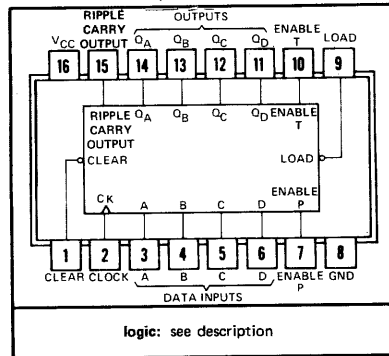 OUTPUTS
VCC RIPPLE CARRY OUTPUT QA QB QC QD ENABLE T LOAD
16 15 14 13 12 11 10 9
RIPPLE CARRY OUTPUT QA QB QC QD ENABLE T
CLEAR LOAD
CK A B C D ENABLE P
1 2 3 4 5 6 7 8
CLEAR CLOCK A B C D ENABLE P GND
DATA INPUTS
logic: see description